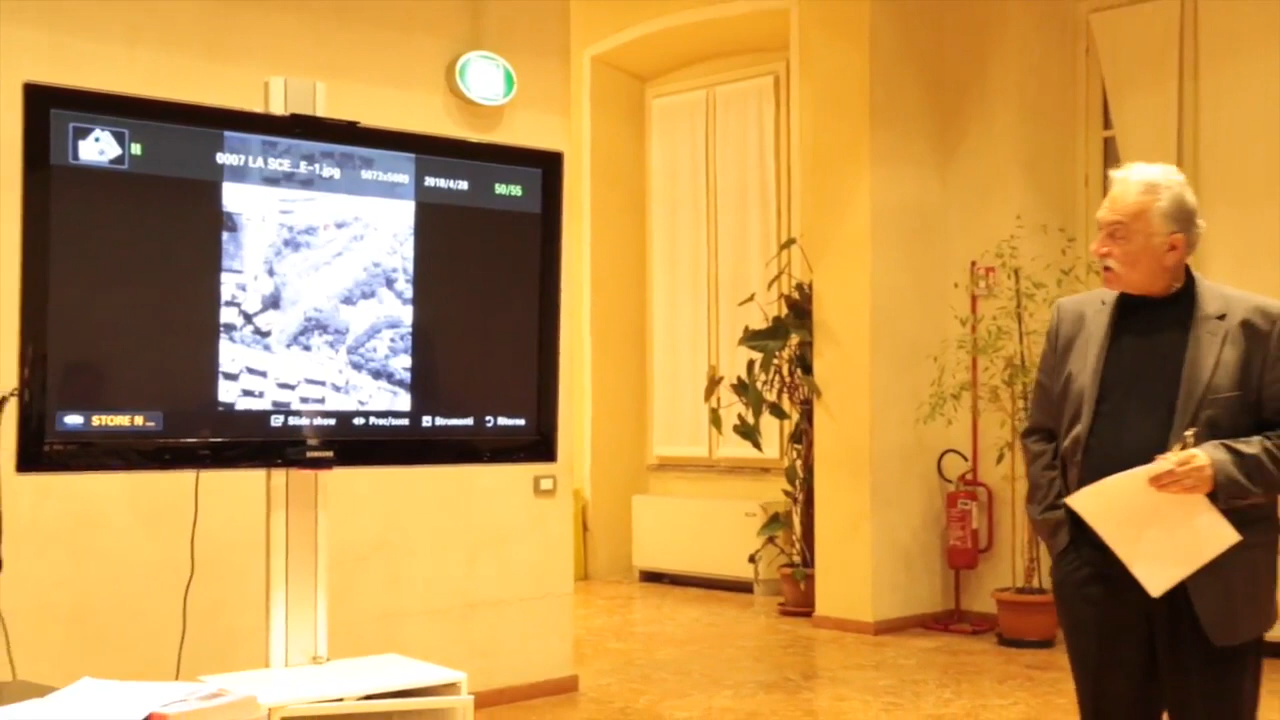 0007 LA SCE...E-1.jpg
5073x5089
2018/4/28
50/55
STORE N ...
Slide show
Prec/succ
Strumenti
Ritorno
SAMSUNG